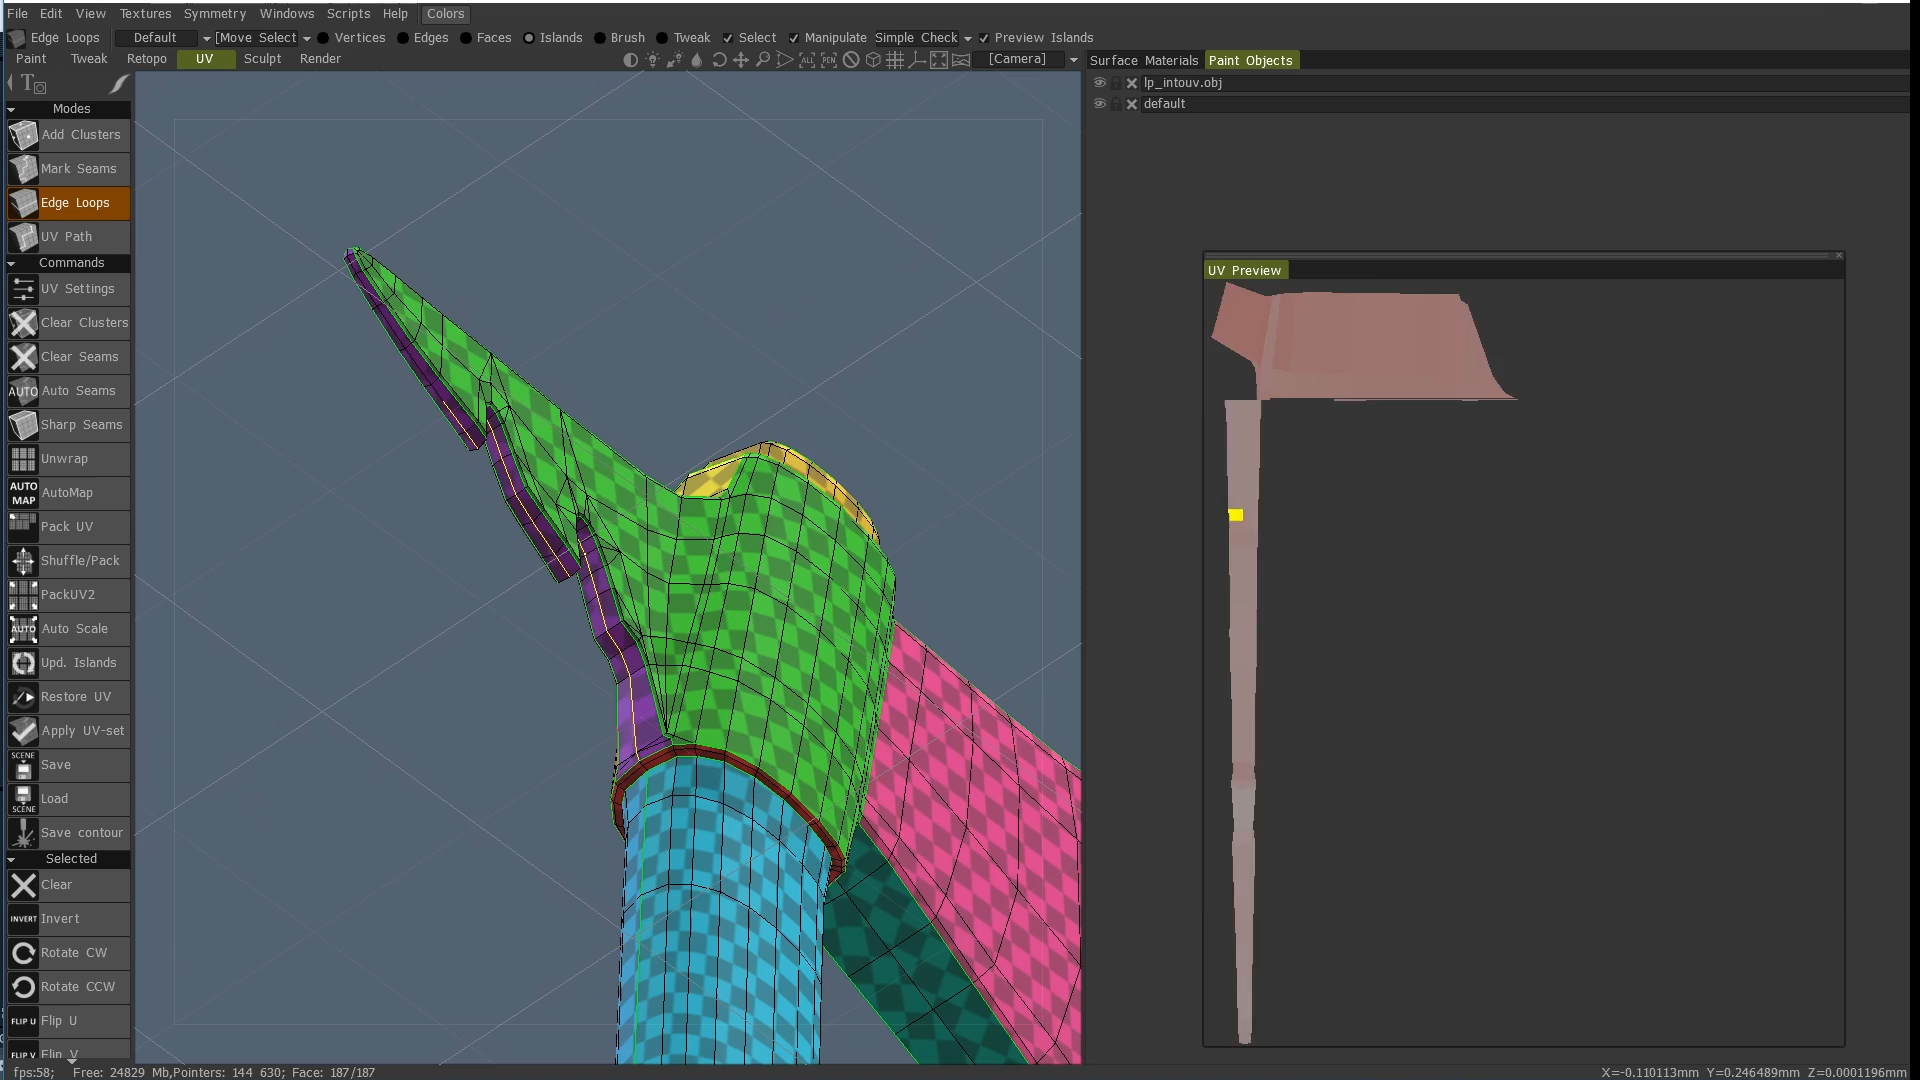 File Edit View Textures Symmetry Windows Scripts Help Colors
Edge Loops Default [Move Select Vertices Edges Faces Islands Brush Tweak Select Manipulate Simple Check Preview Islands
Paint Tweak Retopo UV Sculpt Render ALL PEN [Camera] Surface Materials Paint Objects
lp_intouv.obj
default
Modes
Add Clusters
Mark Seams
Edge Loops
UV Path
Commands
UV Preview
UV Settings
Clear Clusters
Clear Seams
AUTO Auto Seams
Sharp Seams
Unwrap
AUTO MAP AutoMap
Pack UV
Shuffle/Pack
PackUV2
AUTO Auto Scale
Upd. Islands
Restore UV
Apply UV-set
SCENE Save
SCENE Load
Save contour
Selected
Clear
INVERT Invert
Rotate CW
Rotate CCW
FLIP U Flip U
FLIP V Flip V
fps:58; Free: 24829 Mb,Pointers: 144 630; Face: 187/187 X=-0.110113mm Y=0.246489mm Z=0.0001196mm